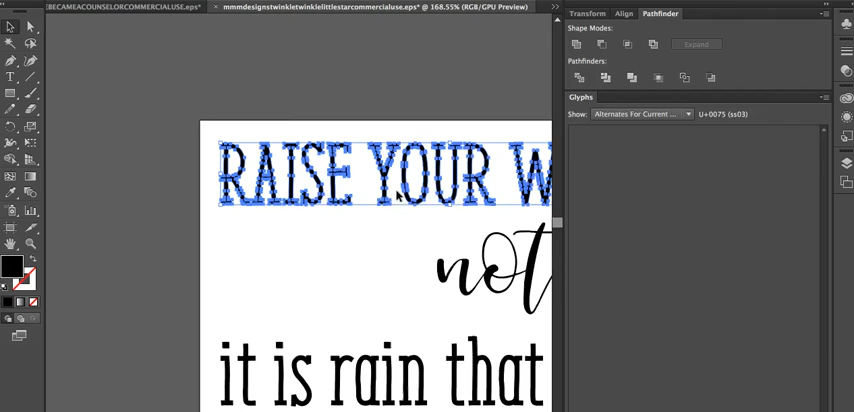 EBECAMEACOUNSELORCOMMERCIALUSE.eps*
× mmmdesignstwinkletwinklelittlestarcommercialuse.eps* @ 168.55% (RGB/GPU Preview)
Transform Align Pathfinder
Shape Modes:
Expand
Pathfinders:
Glyphs
Show: Alternates For Current ... U+0075 (ss03)
RAISE YOUR W
not
it is rain that